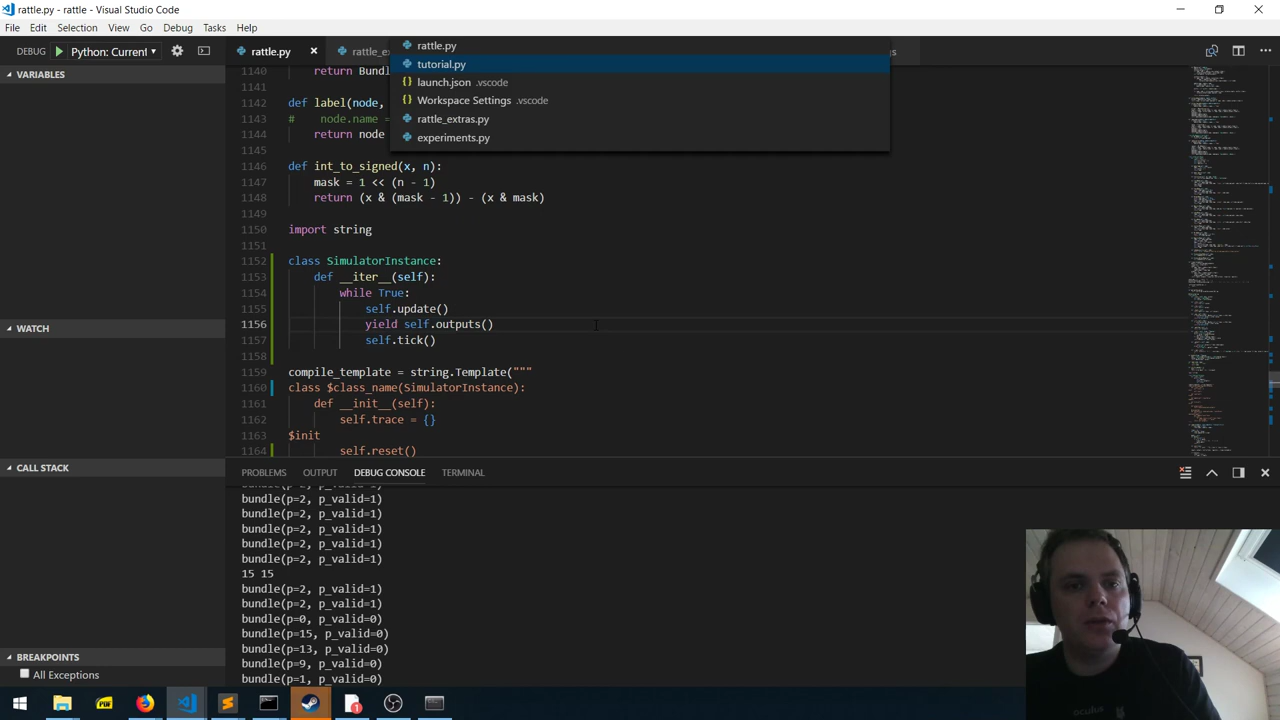 rattle.py - rattle - Visual Studio Code
File Edit Selection View Go Debug Tasks Help
DEBUG Python: Current rattle.py rattle_ex
rattle.py
tutorial.py
launch.json .vscode
Workspace Settings .vscode
rattle_extras.py
experiments.py
VARIABLES
WATCH
CALL STACK
BREAKPOINTS
All Exceptions
1140 return Bundl
1141
1142 def label(node,
1143 # node.name =
1144 return node
1145
1146 def int_to_signed(x, n):
1147 mask = 1 << (n - 1)
1148 return (x & (mask - 1)) - (x & mask)
1149
1150 import string
1151
1152 class SimulatorInstance:
1153 def __iter__(self):
1154 while True:
1155 self.update()
1156 yield self.outputs()
1157 self.tick()
1158
1159 compile_template = string.Template("""
1160 class $class_name(SimulatorInstance):
1161 def __init__(self):
1162 self.trace = {}
1163 $init
1164 self.reset()
PROBLEMS OUTPUT DEBUG CONSOLE TERMINAL
bundle(p=2, p_valid=1)
bundle(p=2, p_valid=1)
bundle(p=2, p_valid=1)
bundle(p=2, p_valid=1)
bundle(p=2, p_valid=1)
bundle(p=2, p_valid=1)
15 15
bundle(p=2, p_valid=1)
bundle(p=2, p_valid=1)
bundle(p=0, p_valid=0)
bundle(p=15, p_valid=0)
bundle(p=13, p_valid=0)
bundle(p=9, p_valid=0)
bundle(p=1, p_valid=0)
oculus